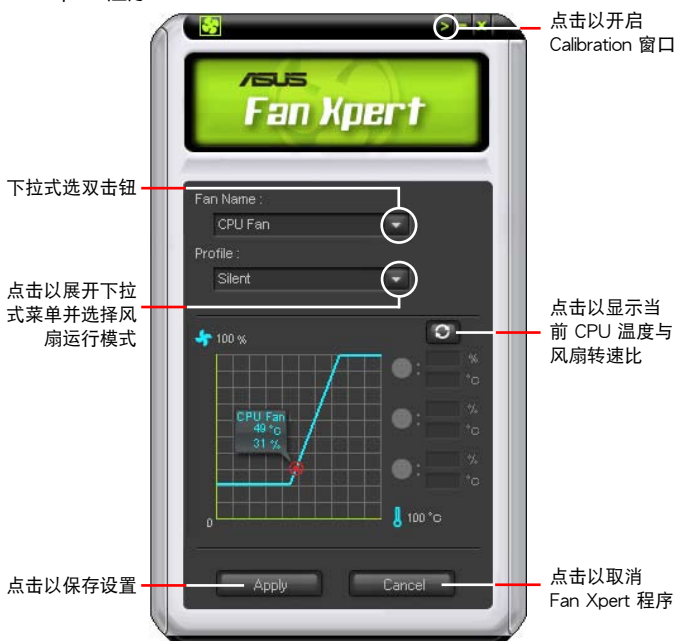 点击以开启
Calibration 窗口
ASUS
Fan Xpert
下拉式选双击钮
Fan Name :
CPU Fan
Profile :
Silent
点击以展开下拉
式菜单并选择风
扇运行模式
点击以显示当
前 CPU 温度与
风扇转速比
100 %
%
°C
CPU Fan
49 °C
31 %
%
°C
%
°C
0
100 °C
点击以保存设置
Apply
Cancel
点击以取消
Fan Xpert 程序